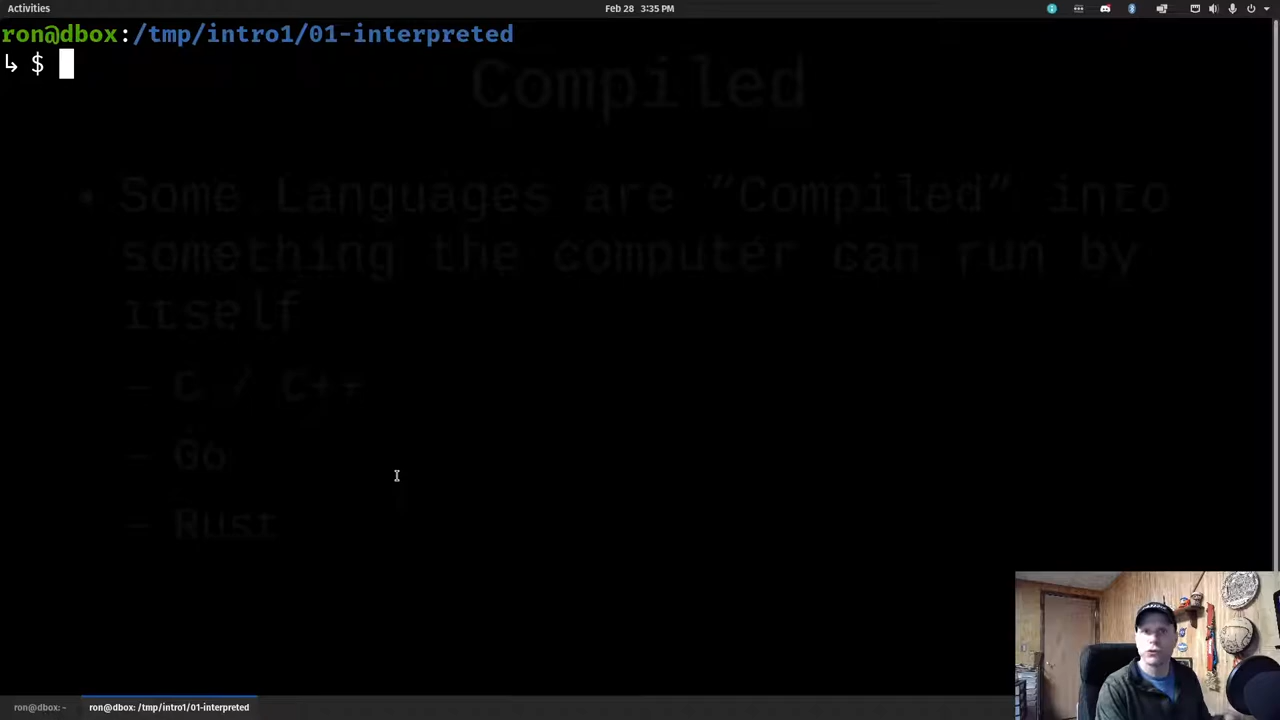 Activities
Feb 28 3:35 PM
ron@dbox:/tmp/intro1/01-interpreted
↳ $
Compiled
• Some Languages are "Compiled" into
something the computer can run by
itself
- C / C++
- Go
- Rust
ron@dbox: ~
ron@dbox: /tmp/intro1/01-interpreted